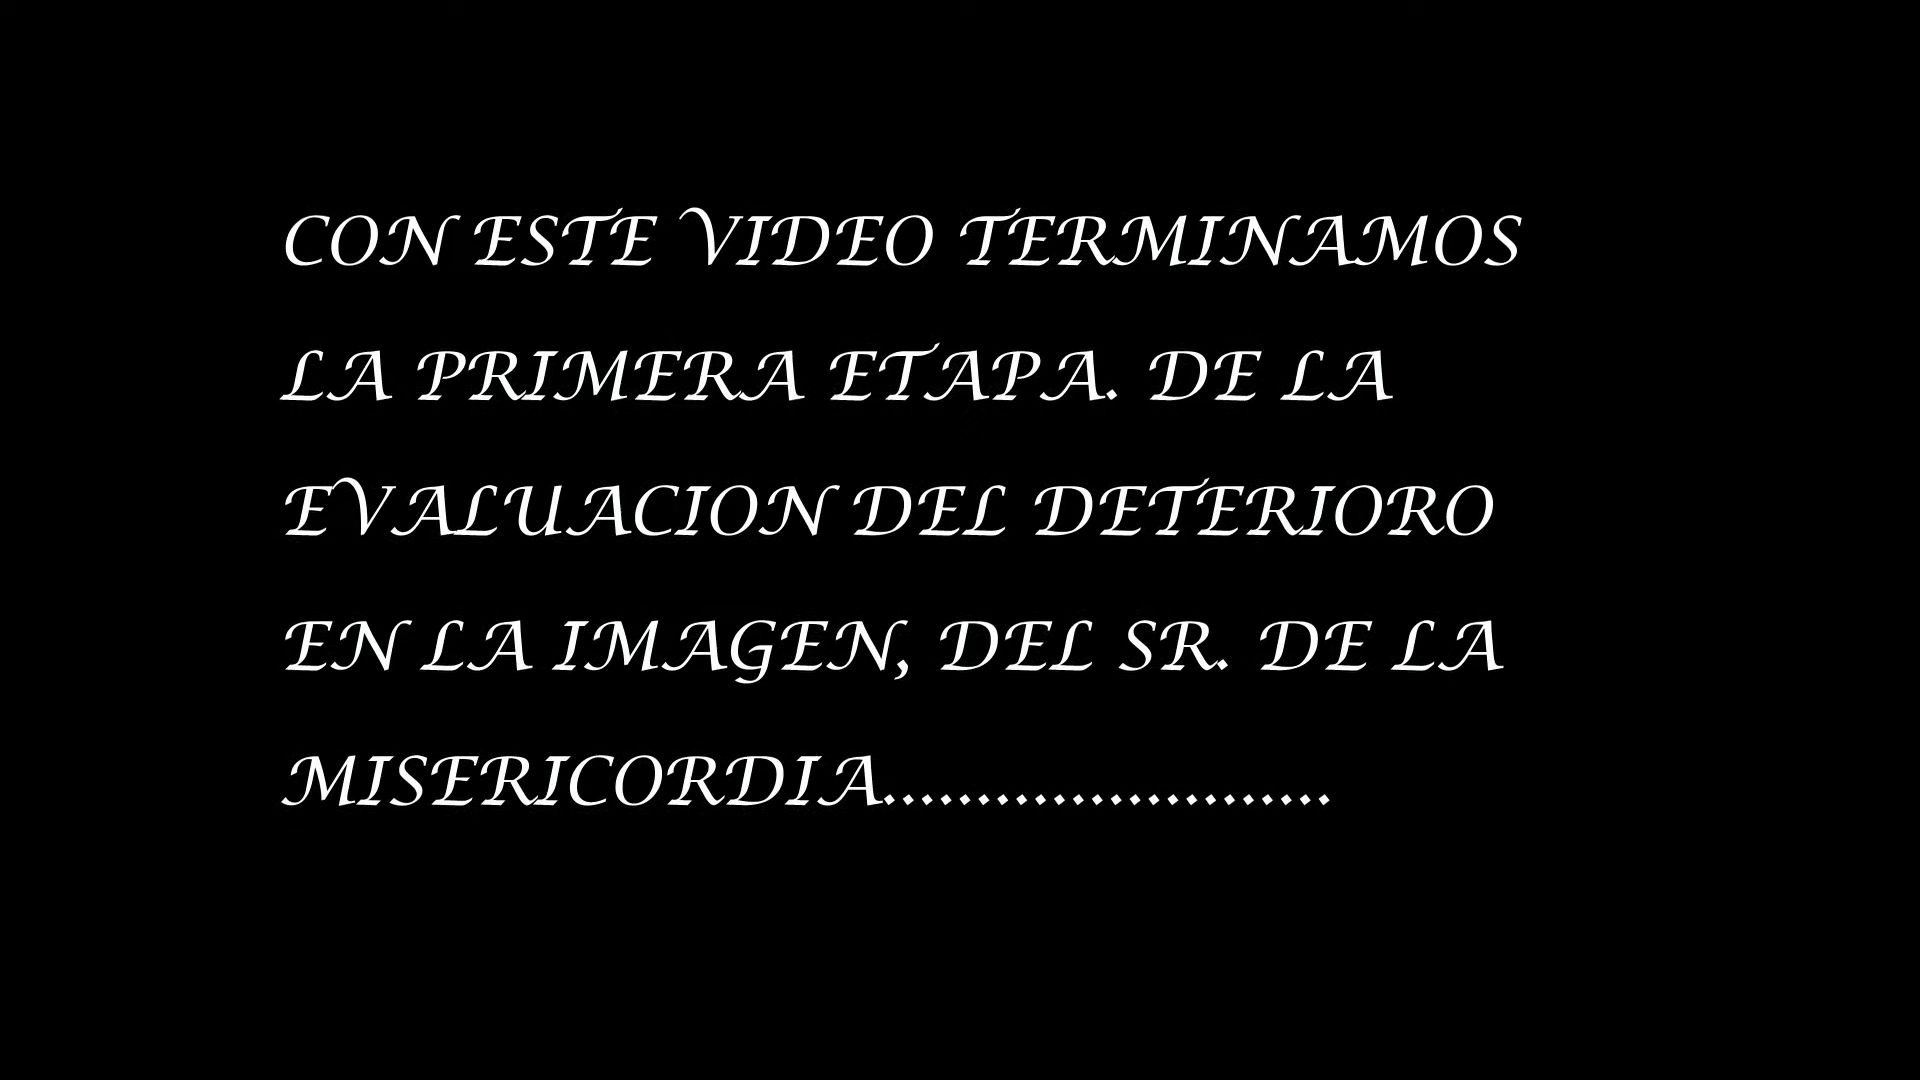 CON ESTE VIDEO TERMINAMOS
LA PRIMERA ETAPA. DE LA
EVALUACION DEL DETERIORO
EN LA IMAGEN, DEL SR. DE LA
MISERICORDIA........................